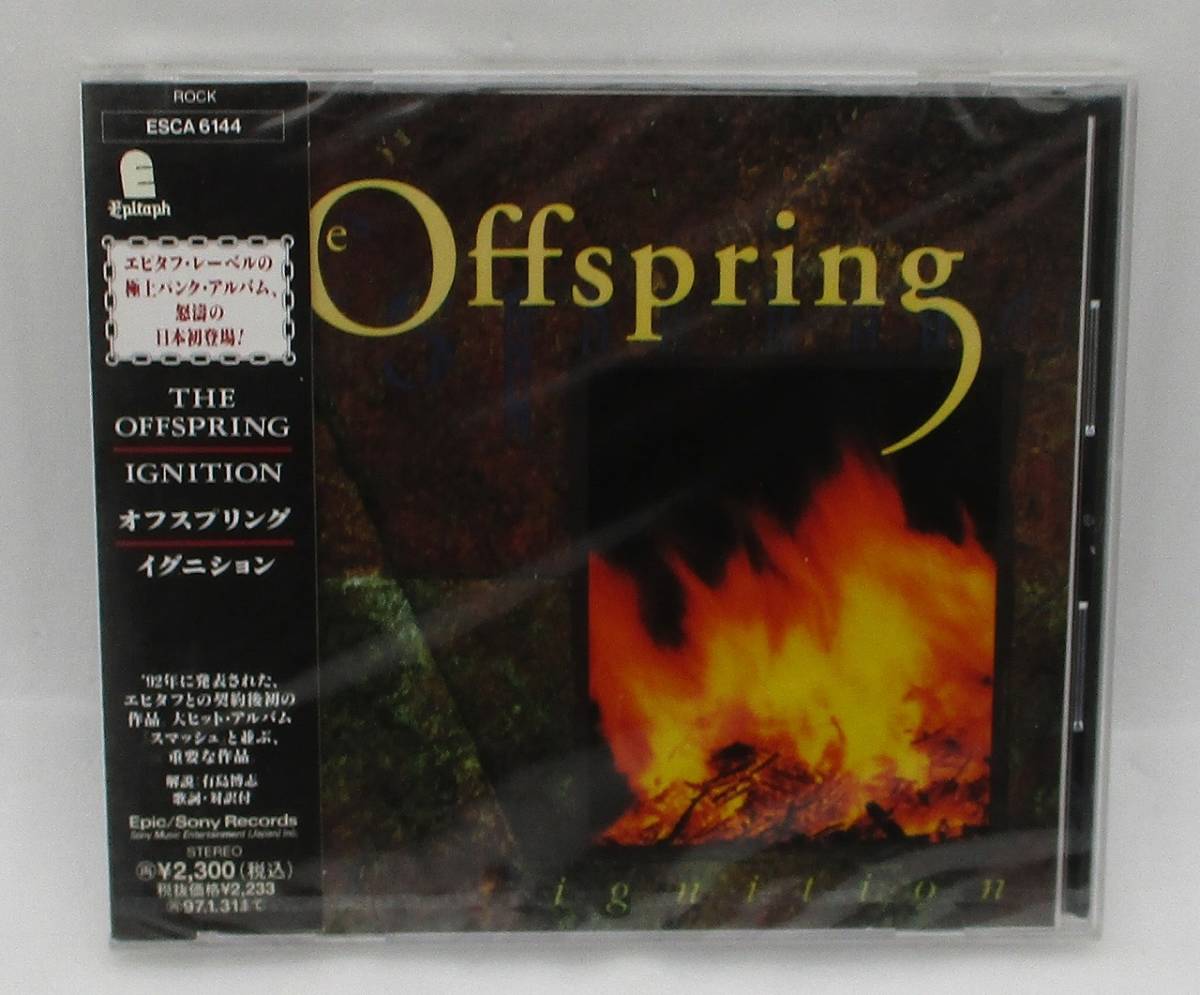 ROCK
ESCA 6144
Epitaph
エピタフ・レーベルの
極上パンク・アルバム、
怒濤の
日本初登場!
THE
OFFSPRING
IGNITION
オフスプリング
イグニション
'92年に発表された、
エピタフとの契約後初の
作品 大ヒット・アルバム
「スマッシュ」と並ぶ、
重要な作品
解説:有島博志
歌詞・対訳付
Epic/Sony Records
Sony Music Entertainment (Japan) Inc.
STEREO
㊞¥2,300(税込)
税抜価格¥2,233
97.1.31まで
e Offspring
ignition